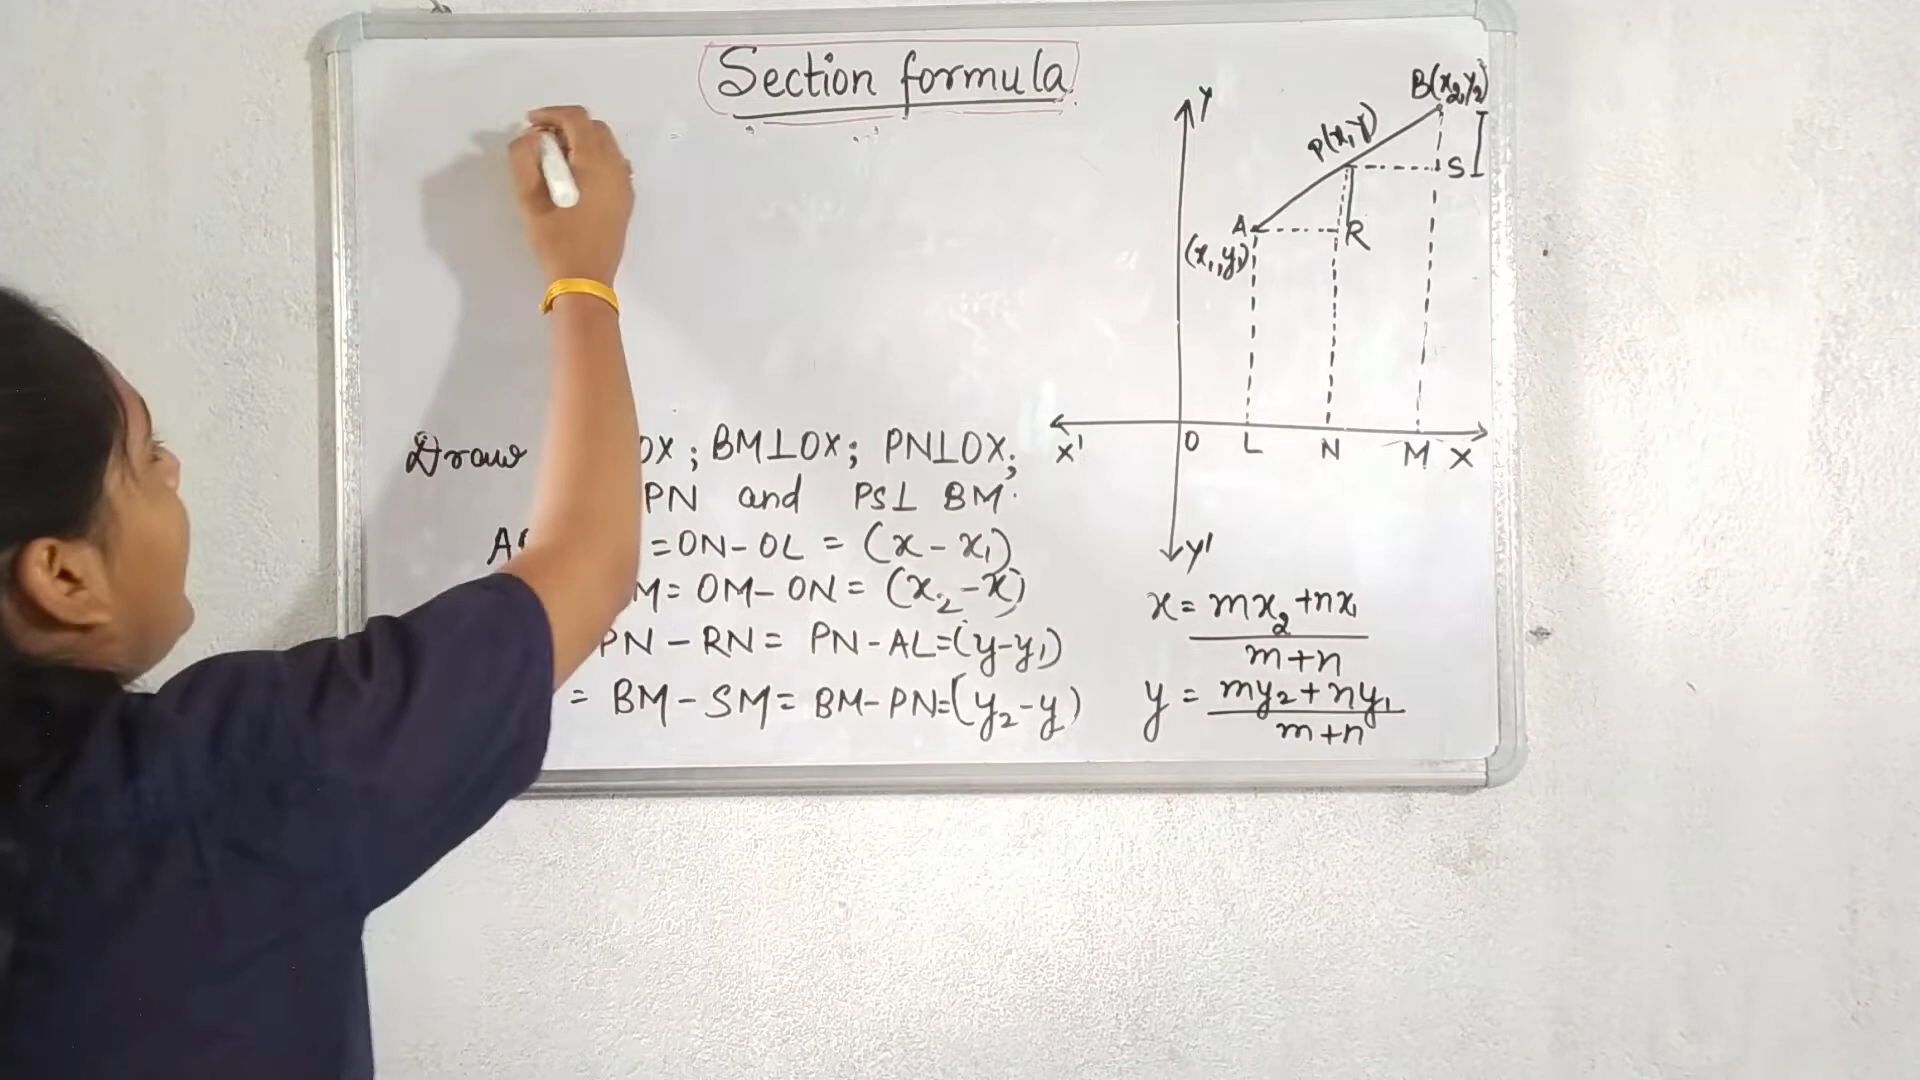 Section formula
Draw OX; BM⊥OX; PN⊥OX;
PN and PS⊥ BM.
=ON-OL = (x-x₁)
M= OM-ON= (x₂-x)
PN-RN= PN-AL=(y-y₁)
= BM-SM= BM-PN=(y₂-y)
Y
B(x₂,y₂)
P(x,y)
S
A
R
(x₁,y₁)
X'
O
L
N
M
X
Y'
x= mx₂+nx₁
m+n
y= my₂+ny₁
m+n